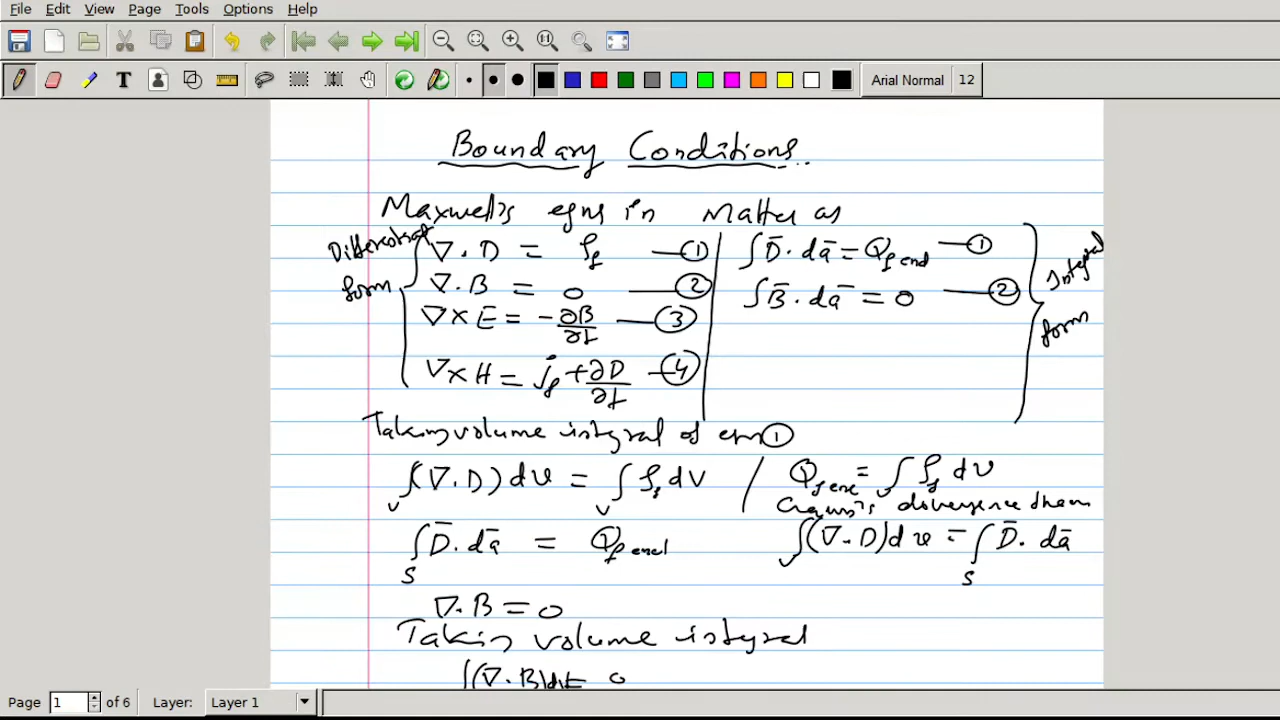 File Edit View Page Tools Options Help
Arial Normal 12
Boundary Conditions..
Maxwell's eqns in Matter as
Differential form
∇. D = ρf —①
∇. B = 0 —②
∇× E = -∂B/∂t —③
∇× H = jf + ∂D/∂t —④
∫D̄. dā = Qf encl —①
∫B̄. dā = 0 —②
Integral form
Taking volume integral of eqn ①
∫v(∇. D) dv = ∫v ρf dv / Qf enc = ∫v ρf dv
Gauss's divergence them
∫s D̄. dā = Qf encl
∫v(∇. D)dv = ∫s D̄. dā
∇. B = 0
Taking volume integral
∫(∇. B)dτ = 0
Page 1 of 6 Layer: Layer 1